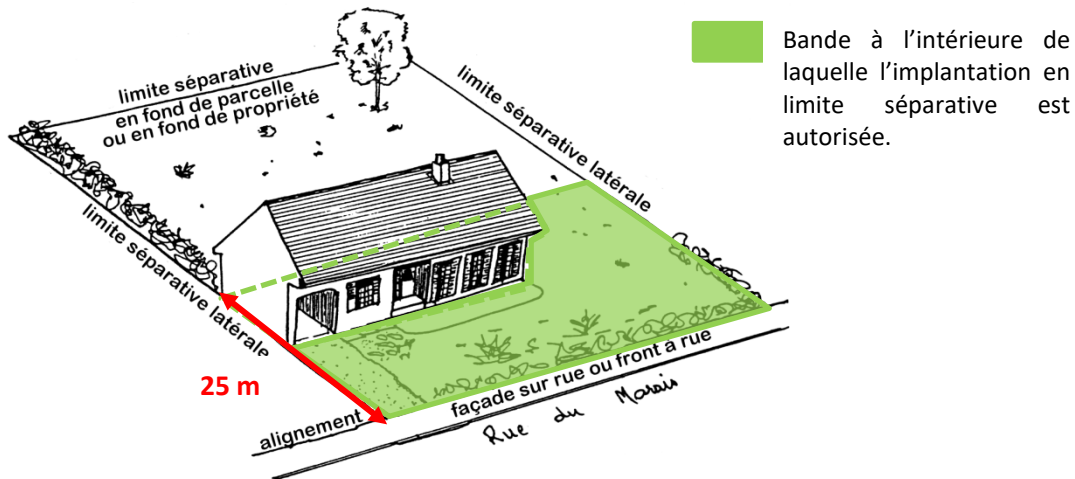 limite séparative
en fond de parcelle
ou en fond de propriété
limite séparative latérale
limite séparative latérale
25 m
alignement
façade sur rue ou front à rue
Rue du Marais
Bande à l’intérieure de
laquelle l’implantation en
limite séparative est
autorisée.